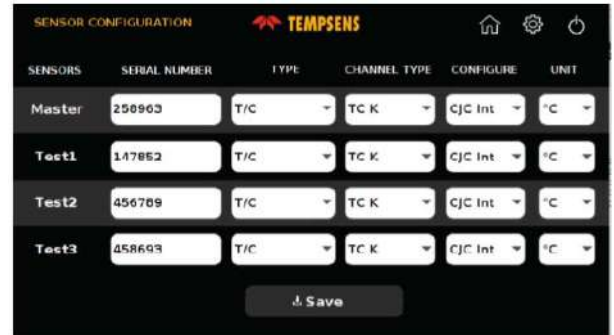 SENSOR CONFIGURATION TEMPSENS
SENSORS SERIAL NUMBER TYPE CHANNEL TYPE CONFIGURE UNIT
Master 258963 T/C TC K CJC Int °C
Test1 147852 T/C TC K CJC Int °C
Test2 456789 T/C TC K CJC Int °C
Test3 458693 T/C TC K CJC Int °C
Save